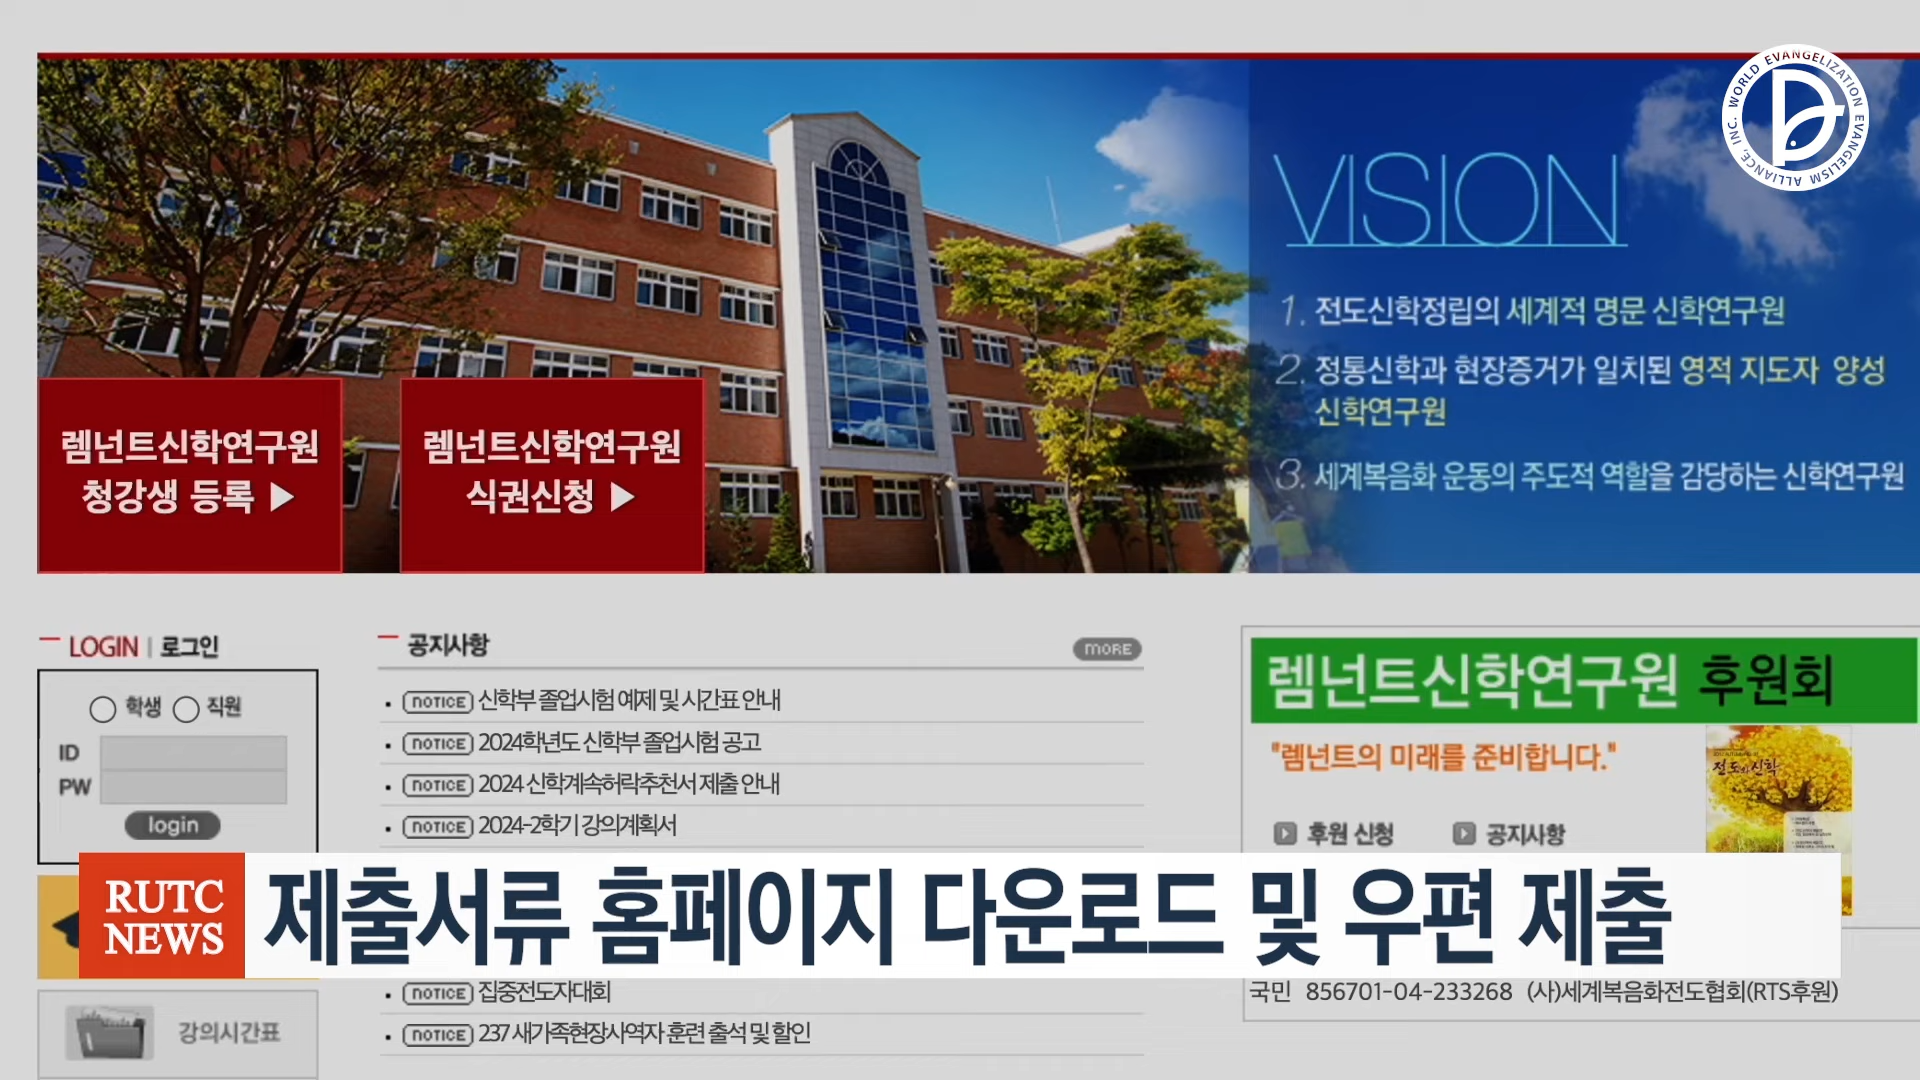 WORLD EVANGELIZATION EVANGELISM ALLIANCE, INC.
VISION
1. 전도신학정립의 세계적 명문 신학연구원
2. 정통신학과 현장증거가 일치된 영적 지도자 양성
신학연구원
3. 세계복음화 운동의 주도적 역할을 감당하는 신학연구원
렘넌트신학연구원
청강생 등록 ▶
렘넌트신학연구원
식권신청 ▶
LOGIN | 로그인
학생 직원
ID
PW
login
공지사항
MORE
NOTICE 신학부 졸업시험 예제 및 시간표 안내
NOTICE 2024학년도 신학부 졸업시험 공고
NOTICE 2024 신학계속허락추천서 제출 안내
NOTICE 2024-2학기 강의계획서
렘넌트신학연구원 후원회
"렘넌트의 미래를 준비합니다."
전도와 신학
후원 신청 공지사항
RUTC
NEWS
제출서류 홈페이지 다운로드 및 우편 제출
NOTICE 집중전도자대회
NOTICE 237 새가족현장사역자 훈련 출석 및 할인
국민 856701-04-233268 (사)세계복음화전도협회(RTS후원)
강의시간표